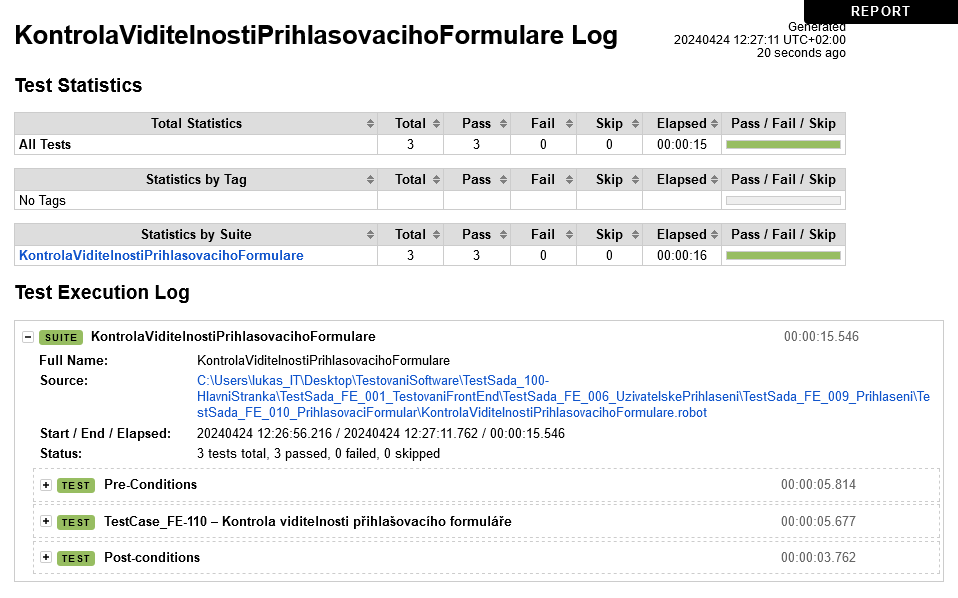 REPORT
KontrolaViditelnostiPrihlasovacihoFormulare Log
Generated
20240424 12:27:11 UTC+02:00
20 seconds ago
Test Statistics
Total Statistics Total Pass Fail Skip Elapsed Pass / Fail / Skip
All Tests 3 3 0 0 00:00:15
Statistics by Tag Total Pass Fail Skip Elapsed Pass / Fail / Skip
No Tags
Statistics by Suite Total Pass Fail Skip Elapsed Pass / Fail / Skip
KontrolaViditelnostiPrihlasovacihoFormulare 3 3 0 0 00:00:16
Test Execution Log
SUITE KontrolaViditelnostiPrihlasovacihoFormulare 00:00:15.546
Full Name: KontrolaViditelnostiPrihlasovacihoFormulare
Source: C:\Users\lukas_IT\Desktop\TestovaniSoftware\TestSada_100-
HlavniStranka\TestSada_FE_001_TestovaniFrontEnd\TestSada_FE_006_UzivatelskePrihlaseni\TestSada_FE_009_Prihlaseni\Te
stSada_FE_010_PrihlasovaciFormular\KontrolaViditelnostiPrihlasovacihoFormulare.robot
Start / End / Elapsed: 20240424 12:26:56.216 / 20240424 12:27:11.762 / 00:00:15.546
Status: 3 tests total, 3 passed, 0 failed, 0 skipped
TEST Pre-Conditions 00:00:05.814
TEST TestCase_FE-110 – Kontrola viditelnosti přihlašovacího formuláře 00:00:05.677
TEST Post-conditions 00:00:03.762